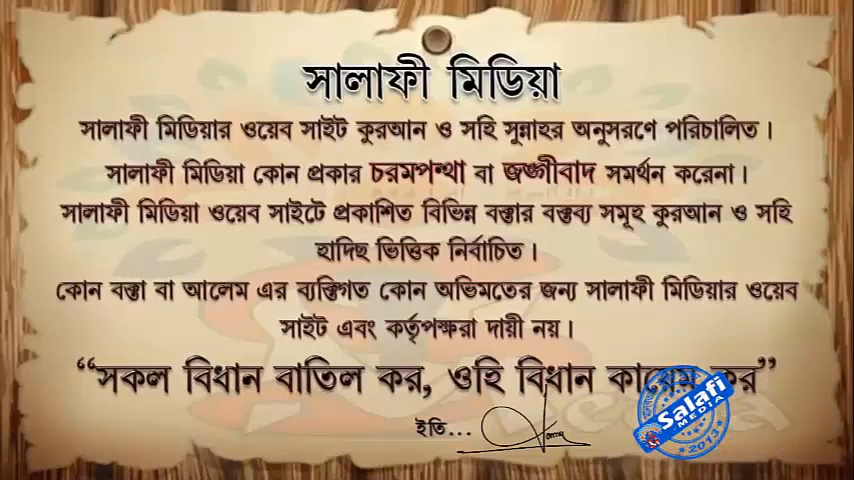 সালাফী মিডিয়া
সালাফী মিডিয়ার ওয়েব সাইট কুরআন ও সহি সুন্নাহর অনুসরণে পরিচালিত।
সালাফী মিডিয়া কোন প্রকার চরমপন্থা বা জঙ্গীবাদ সমর্থন করেনা।
সালাফী মিডিয়া ওয়েব সাইটে প্রকাশিত বিভিন্ন বক্তার বক্তব্য সমূহ কুরআন ও সহি
হাদিছ ভিত্তিক নির্বাচিত।
কোন বক্তা বা আলেম এর ব্যক্তিগত কোন অভিমতের জন্য সালাফী মিডিয়ার ওয়েব
সাইট এবং কর্তৃপক্ষরা দায়ী নয়।
“সকল বিধান বাতিল কর, ওহি বিধান কায়েম কর”
ইতি...
Salafi
MEDIA
2013